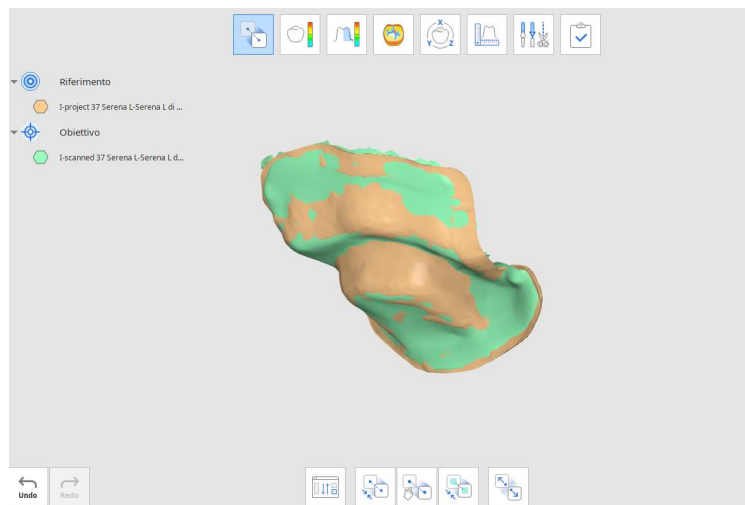 X
Y Z
Riferimento
I-project 37 Serena L-Serena L di ...
Obiettivo
I-scanned 37 Serena L-Serena L d...
Undo
Redo